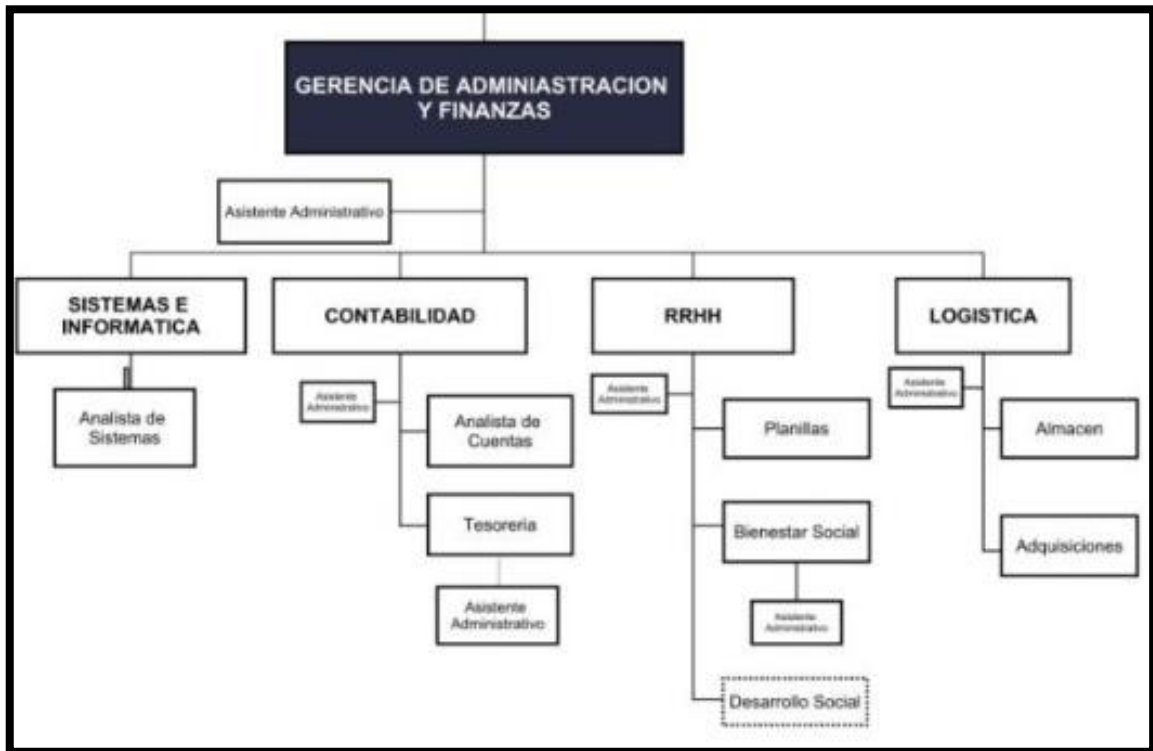 GERENCIA DE ADMINIASTRACION
Y FINANZAS
Asistente Administrativo
SISTEMAS E
INFORMATICA
CONTABILIDAD
RRHH
LOGISTICA
Analista de
Sistemas
Asistente
Administrativo
Analista de
Cuentas
Tesoreria
Asistente
Administrativo
Asistente
Administrativo
Planillas
Bienestar Social
Asistente
Administrativo
Desarrollo Social
Asistente
Administrativo
Almacen
Adquisiciones